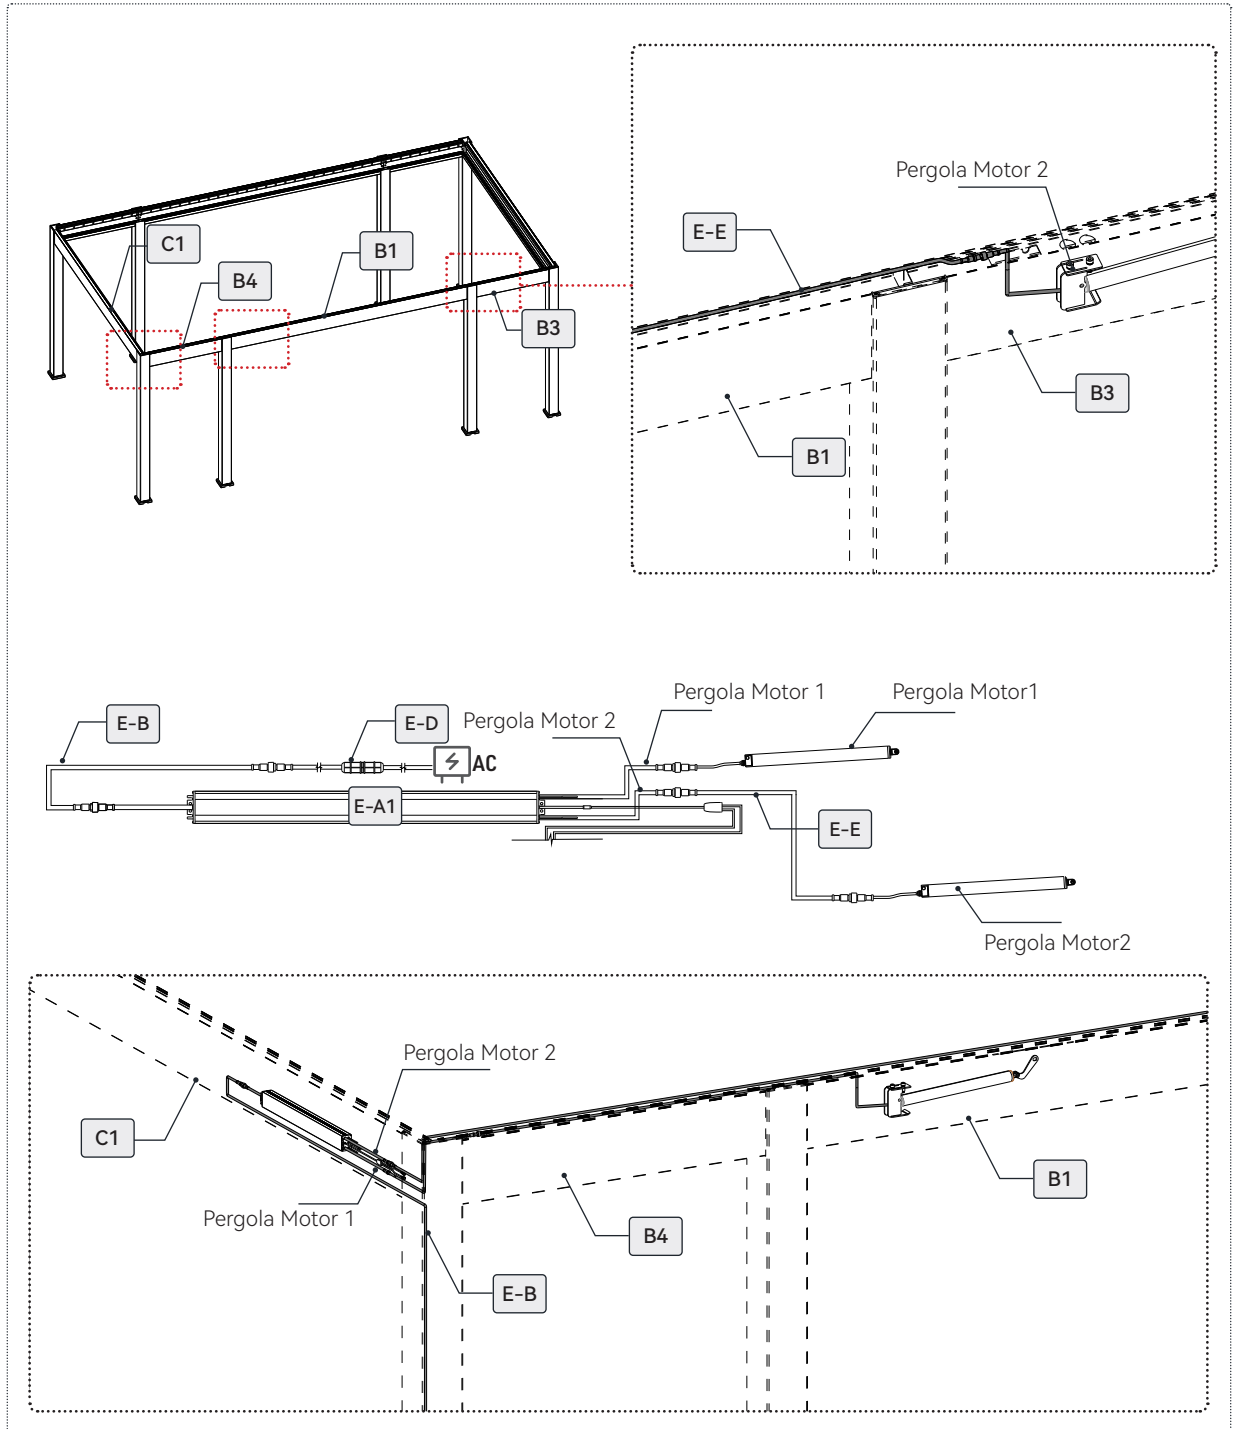 C1
B4
B1
B3
Pergola Motor 2
E-E
B3
B1
Pergola Motor 1
Pergola Motor1
E-B
E-D
Pergola Motor 2
AC
E-A1
E-E
Pergola Motor2
Pergola Motor 2
C1
B1
Pergola Motor 1
B4
E-B